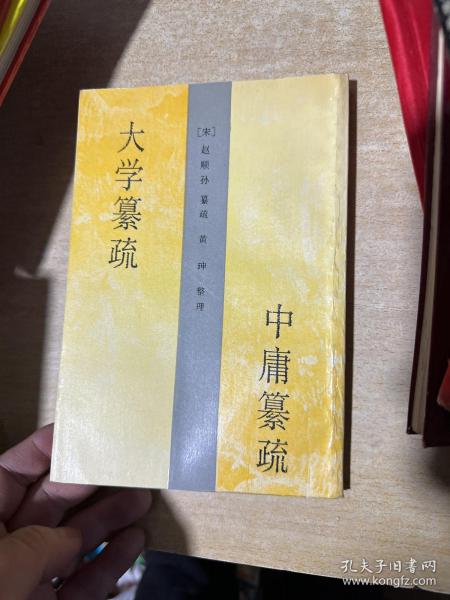 大学纂疏
[宋]赵顺孙 纂疏 黄珅 整理
中庸纂疏
孔夫子旧书网
www.kongfz.com